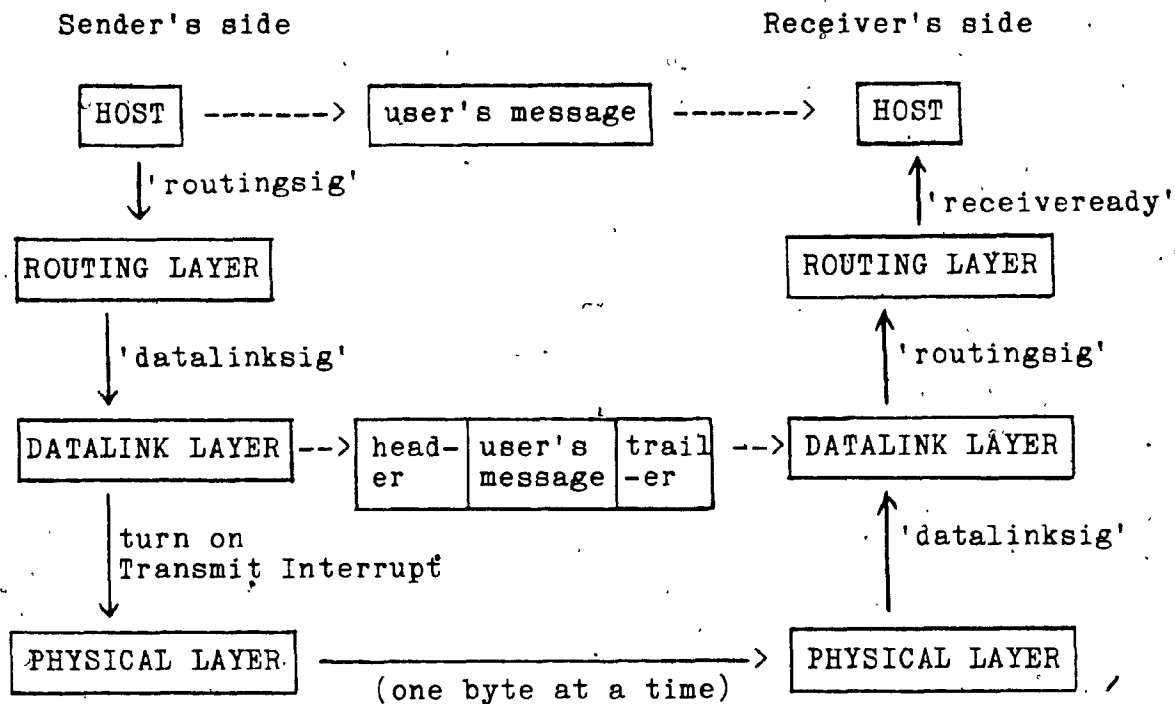 Sender's side Receiver's side
HOST -------> user's message -------> HOST
'routingsig' 'receiveready'
ROUTING LAYER ROUTING LAYER
'datalinksig' 'routingsig'
DATALINK LAYER --> head- user's trail --> DATALINK LAYER
er message -er
turn on 'datalinksig'
Transmit Interrupt
PHYSICAL LAYER PHYSICAL LAYER
(one byte at a time)